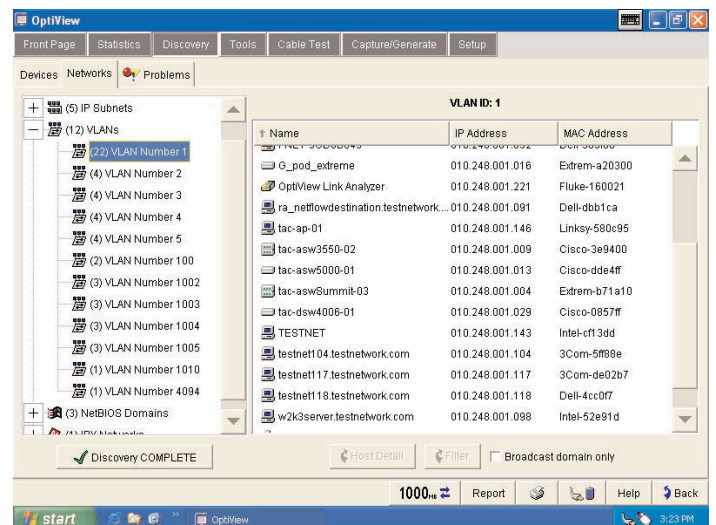 OptiView
Front Page Statistics Discovery Tools Cable Test Capture/Generate Setup
Devices Networks Problems
(5) IP Subnets
(12) VLANs
(22) VLAN Number 1
(4) VLAN Number 2
(4) VLAN Number 3
(4) VLAN Number 4
(4) VLAN Number 5
(2) VLAN Number 100
(3) VLAN Number 1002
(3) VLAN Number 1003
(3) VLAN Number 1004
(3) VLAN Number 1005
(1) VLAN Number 1010
(1) VLAN Number 4094
(3) NetBIOS Domains
VLAN ID: 1
Name IP Address MAC Address
G_pod_extreme 010.248.001.016 Extrem-a20300
OptiView Link Analyzer 010.248.001.221 Fluke-160021
ra_netflowdestination.testnetwork... 010.248.001.091 Dell-dbb1ca
tac-ap-01 010.248.001.146 Linksy-580c95
tac-asw3550-02 010.248.001.009 Cisco-3e9400
tac-asw5000-01 010.248.001.013 Cisco-dde4ff
tac-aswSummit-03 010.248.001.004 Extrem-b71a10
tac-dsw4006-01 010.248.001.029 Cisco-0857ff
TESTNET 010.248.001.143 Intel-cf13dd
testnet104.testnetwork.com 010.248.001.104 3Com-5ff88e
testnet117.testnetwork.com 010.248.001.117 3Com-de02b7
testnet118.testnetwork.com 010.248.001.118 Dell-4cc0f7
w2k3server.testnetwork.com 010.248.001.098 Intel-52e91d
Discovery COMPLETE Host Detail Filter Broadcast domain only
1000 MB Report Help Back
start OptiView 3:23 PM